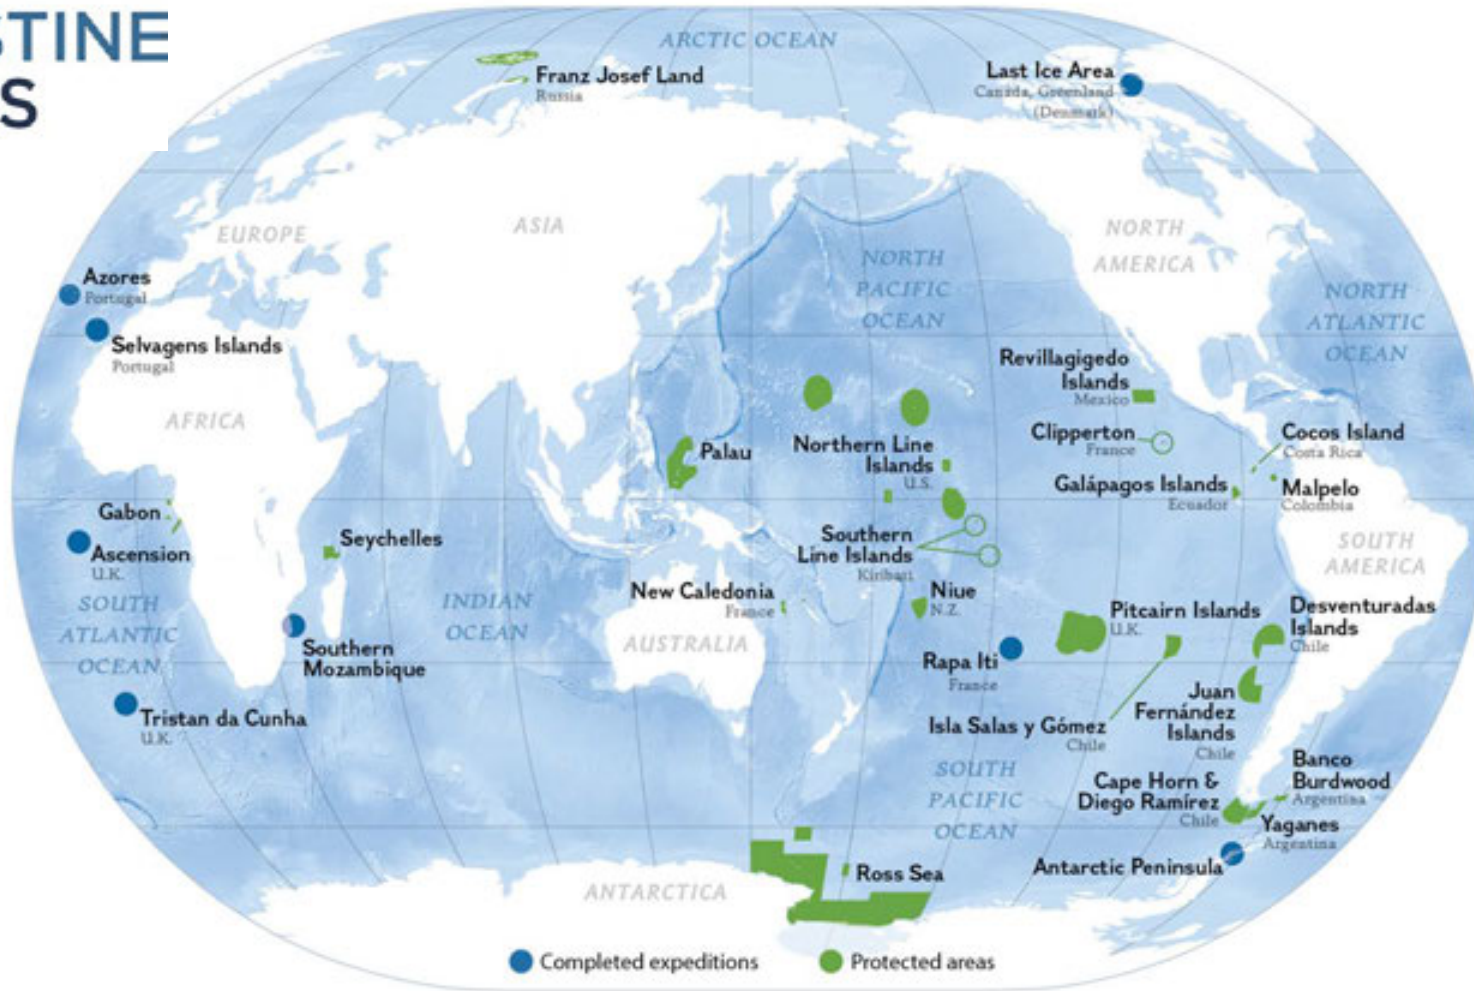 STINE
S
ARCTIC OCEAN
Franz Josef Land
Russia
Last Ice Area
Canada, Greenland
(Denmark)
EUROPE
ASIA
NORTH
AMERICA
NORTH
PACIFIC
OCEAN
NORTH
ATLANTIC
OCEAN
Azores
Portugal
Selvagens Islands
Portugal
AFRICA
Revillagigedo
Islands
Mexico
Clipperton
France
Cocos Island
Costa Rica
Palau
Northern Line
Islands
U.S.
Galápagos Islands
Ecuador
Malpelo
Colombia
Gabon
Ascension
U.K.
Seychelles
Southern
Line Islands
Kiribati
SOUTH
AMERICA
SOUTH
ATLANTIC
OCEAN
INDIAN
OCEAN
New Caledonia
France
AUSTRALIA
Niue
N.Z.
Pitcairn Islands
U.K.
Desventuradas
Islands
Chile
Southern
Mozambique
Rapa Iti
France
Juan
Fernández
Islands
Chile
Isla Salas y Gómez
Chile
Tristan da Cunha
U.K.
SOUTH
PACIFIC
OCEAN
Cape Horn &
Diego Ramírez
Chile
Banco
Burdwood
Argentina
Yaganes
Argentina
Antarctic Peninsula
Ross Sea
ANTARCTICA
Completed expeditions
Protected areas